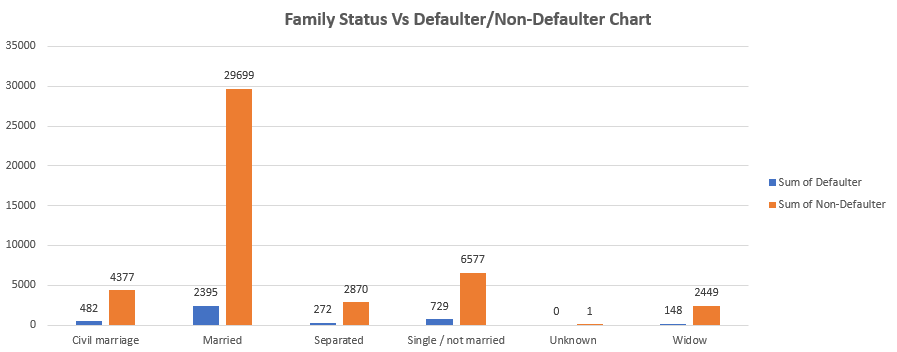 Family Status Vs Defaulter/Non-Defaulter Chart
35000
30000
25000
20000
15000
10000
5000
0
482
4377
2395
29699
272
2870
729
6577
0
1
148
2449
Civil marriage
Married
Separated
Single / not married
Unknown
Widow
Sum of Defaulter
Sum of Non-Defaulter